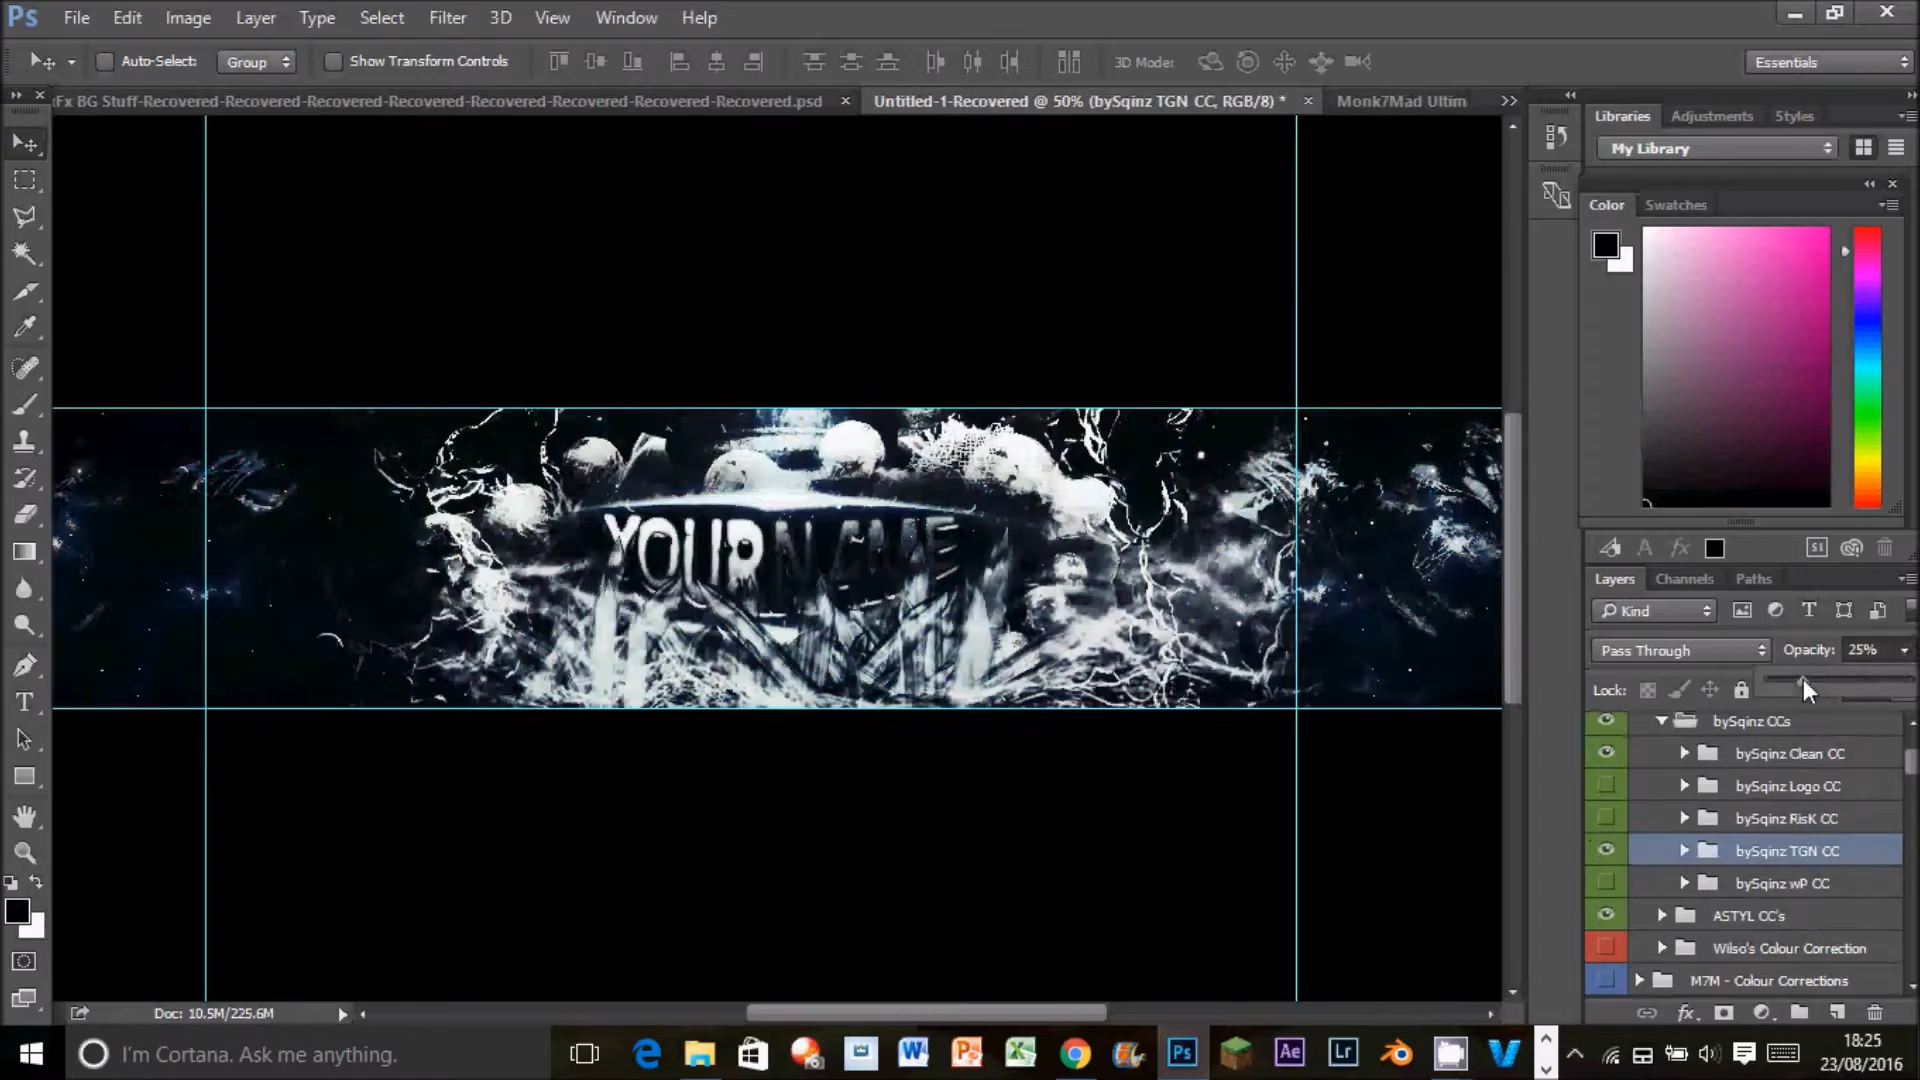 Ps File Edit Image Layer Type Select Filter 3D View Window Help
Auto-Select: Group Show Transform Controls 3D Mode: Essentials
Fx BG Stuff-Recovered-Recovered-Recovered-Recovered-Recovered-Recovered-Recovered.psd × Untitled-1-Recovered @ 50% (bySqinz TGN CC, RGB/8) * × Monk7Mad Ultim
Libraries Adjustments Styles
My Library
Color Swatches
YOUR NAME
Layers Channels Paths
Kind
Pass Through Opacity: 25%
Lock:
bySqinz CCs
bySqinz Clean CC
bySqinz Logo CC
bySqinz RisK CC
bySqinz TGN CC
bySqinz wP CC
ASTYL CC's
Wilso's Colour Correction
M7M - Colour Corrections
Doc: 10.5M/225.6M
I'm Cortana. Ask me anything.
Ps Ae Lr
18:25
23/08/2016